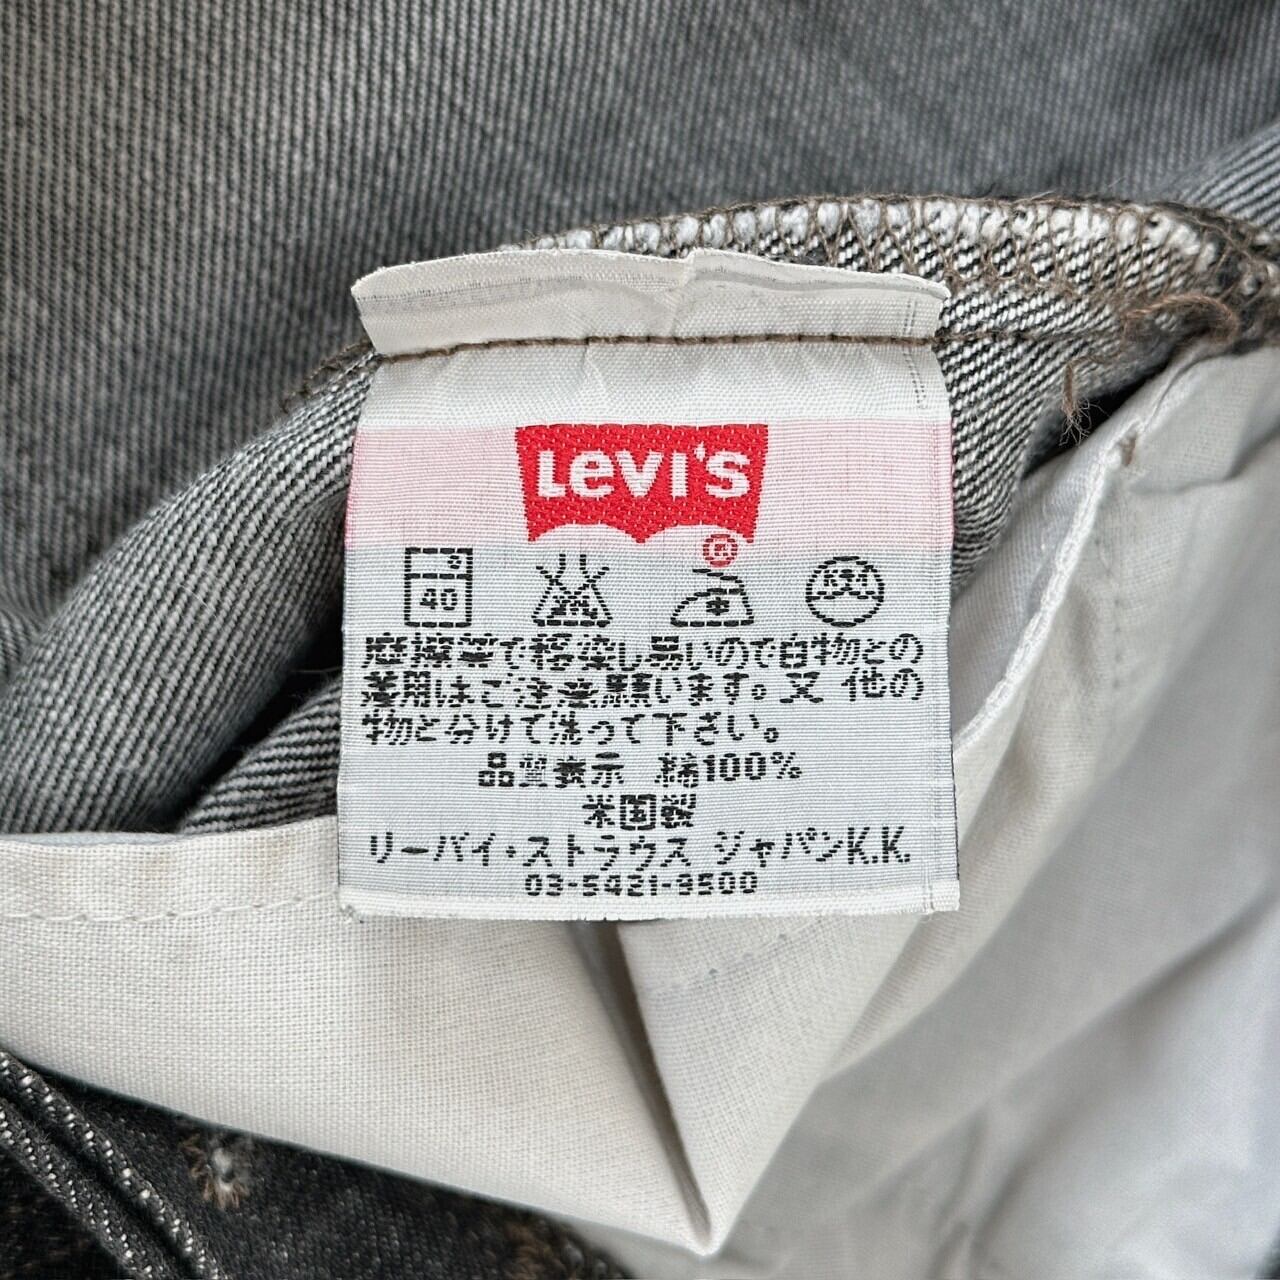 Levi's
®
40
摩擦等で移染し易いので白物との
着用はご注意願います。又 他の
物と分けて洗って下さい。
品質表示 綿100%
米国製
リーバイ・ストラウス ジャパンK.K.
03-5421-9500